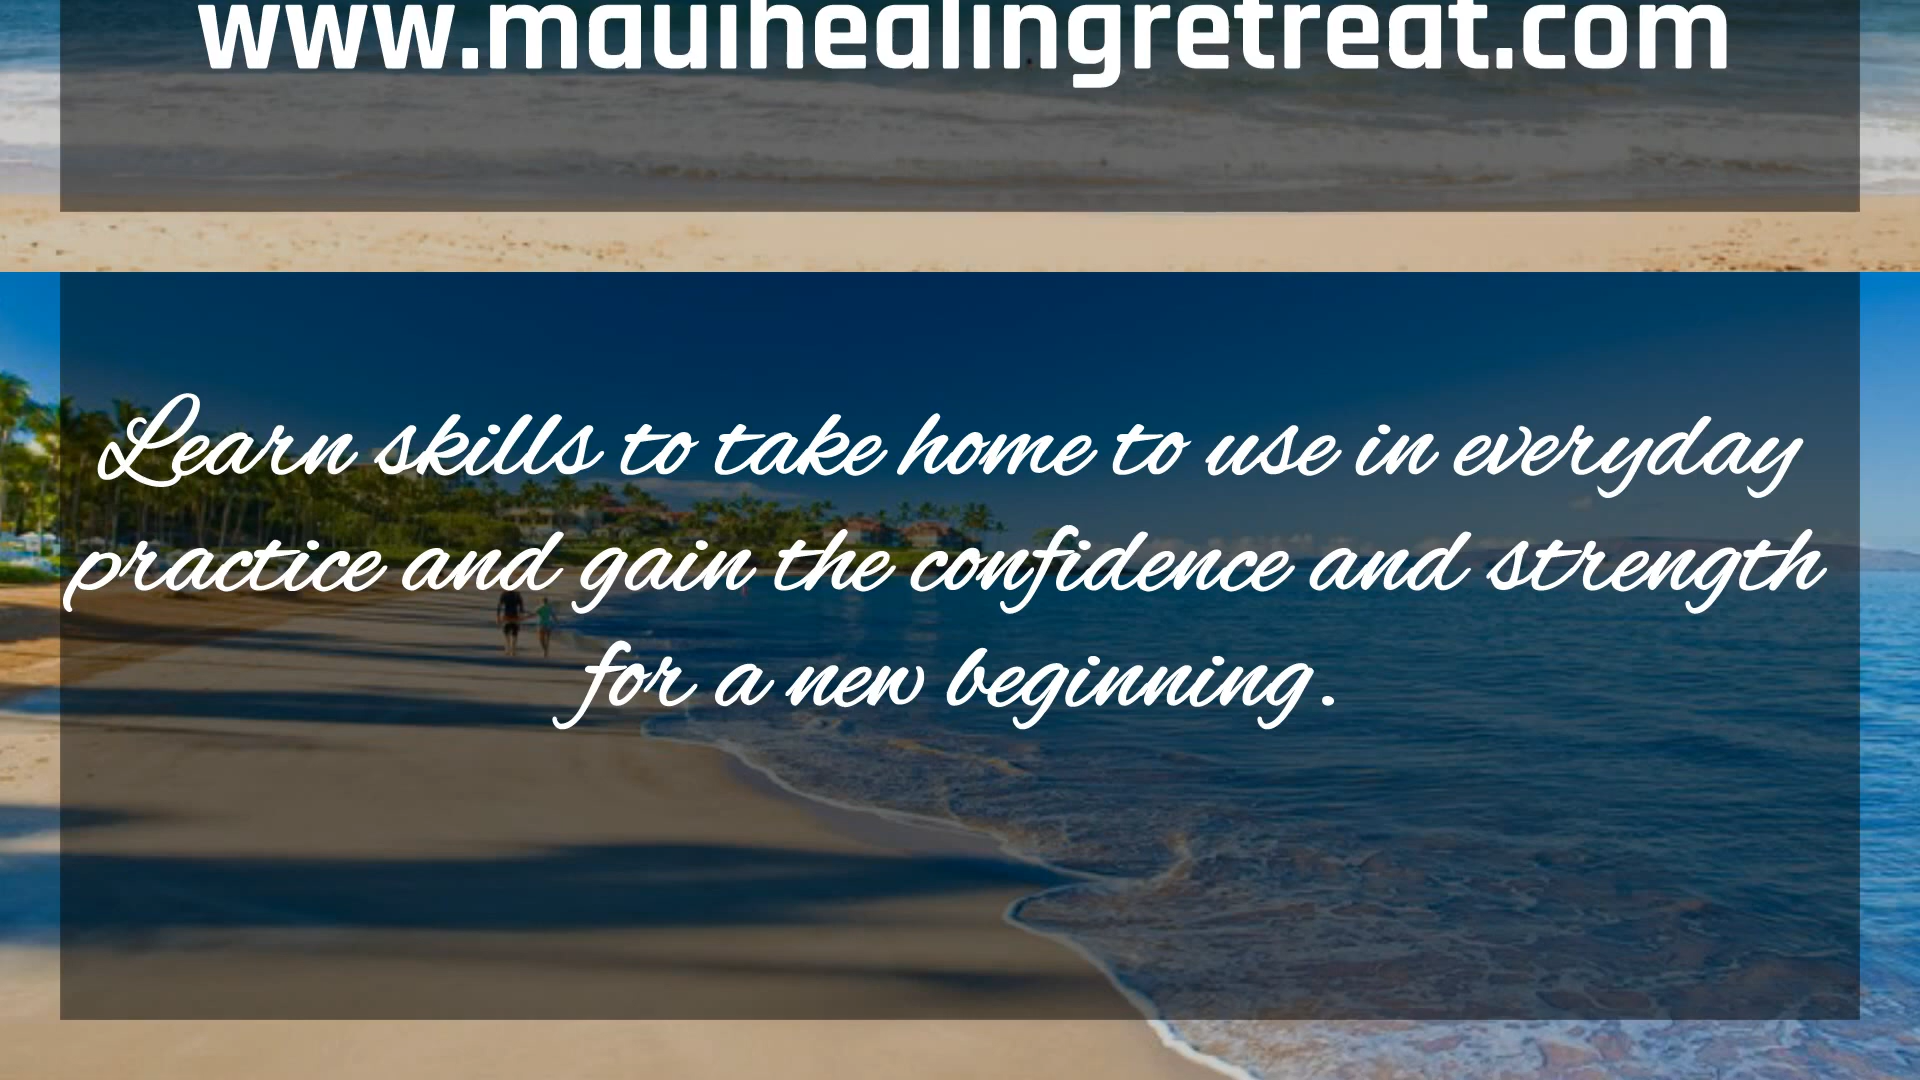 www.mauihealingretreat.com
Learn skills to take home to use in everyday
practice and gain the confidence and strength
for a new beginning.